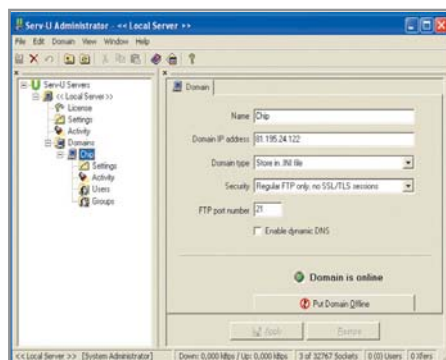 Serv-U Administrator - << Local Server >>
File Edit Domain View Window Help
Serv-U Servers
<< Local Server >>
License
Settings
Activity
Domains
Chip
Settings
Activity
Users
Groups
Domain
Name Chip
Domain IP address 81.195.24.122
Domain type Store in .INI file
Security Regular FTP only, no SSL/TLS sessions
FTP port number 21
Enable dynamic DNS
Domain is online
Put Domain Offline
Apply Restore
<< Local Server >> [System Administrator] Down: 0,000 kBps / Up: 0,000 kBps 3 of 32767 Sockets 0 (0) Users 0 Xfers